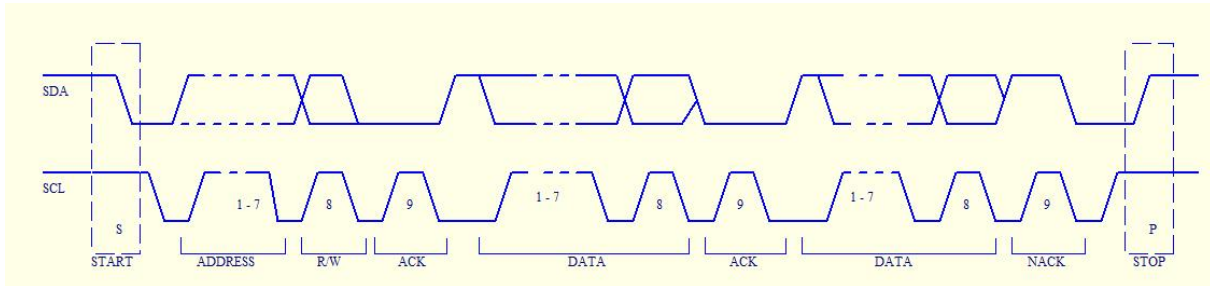 SDA
SCL
1 - 7 8 9 1 - 7 8 9 1 - 7 8 9
S P
START ADDRESS R/W ACK DATA ACK DATA NACK STOP